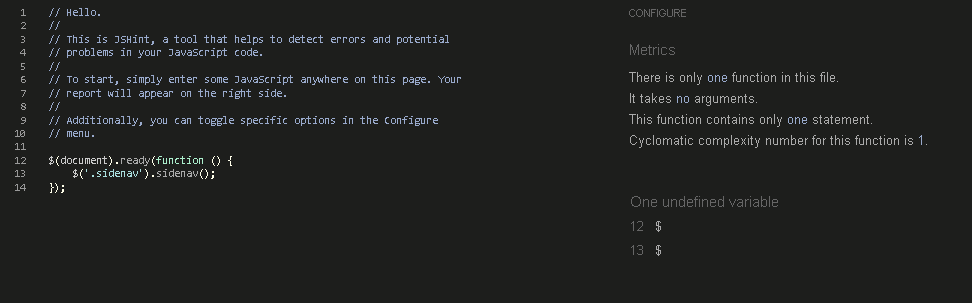 1 // Hello.
2 //
3 // This is JSHint, a tool that helps to detect errors and potential
4 // problems in your JavaScript code.
5 //
6 // To start, simply enter some JavaScript anywhere on this page. Your
7 // report will appear on the right side.
8 //
9 // Additionally, you can toggle specific options in the Configure
10 // menu.
11
12 $(document).ready(function () {
13     $('.sidenav').sidenav();
14 });
CONFIGURE
Metrics
There is only one function in this file.
It takes no arguments.
This function contains only one statement.
Cyclomatic complexity number for this function is 1.
One undefined variable
12 $
13 $